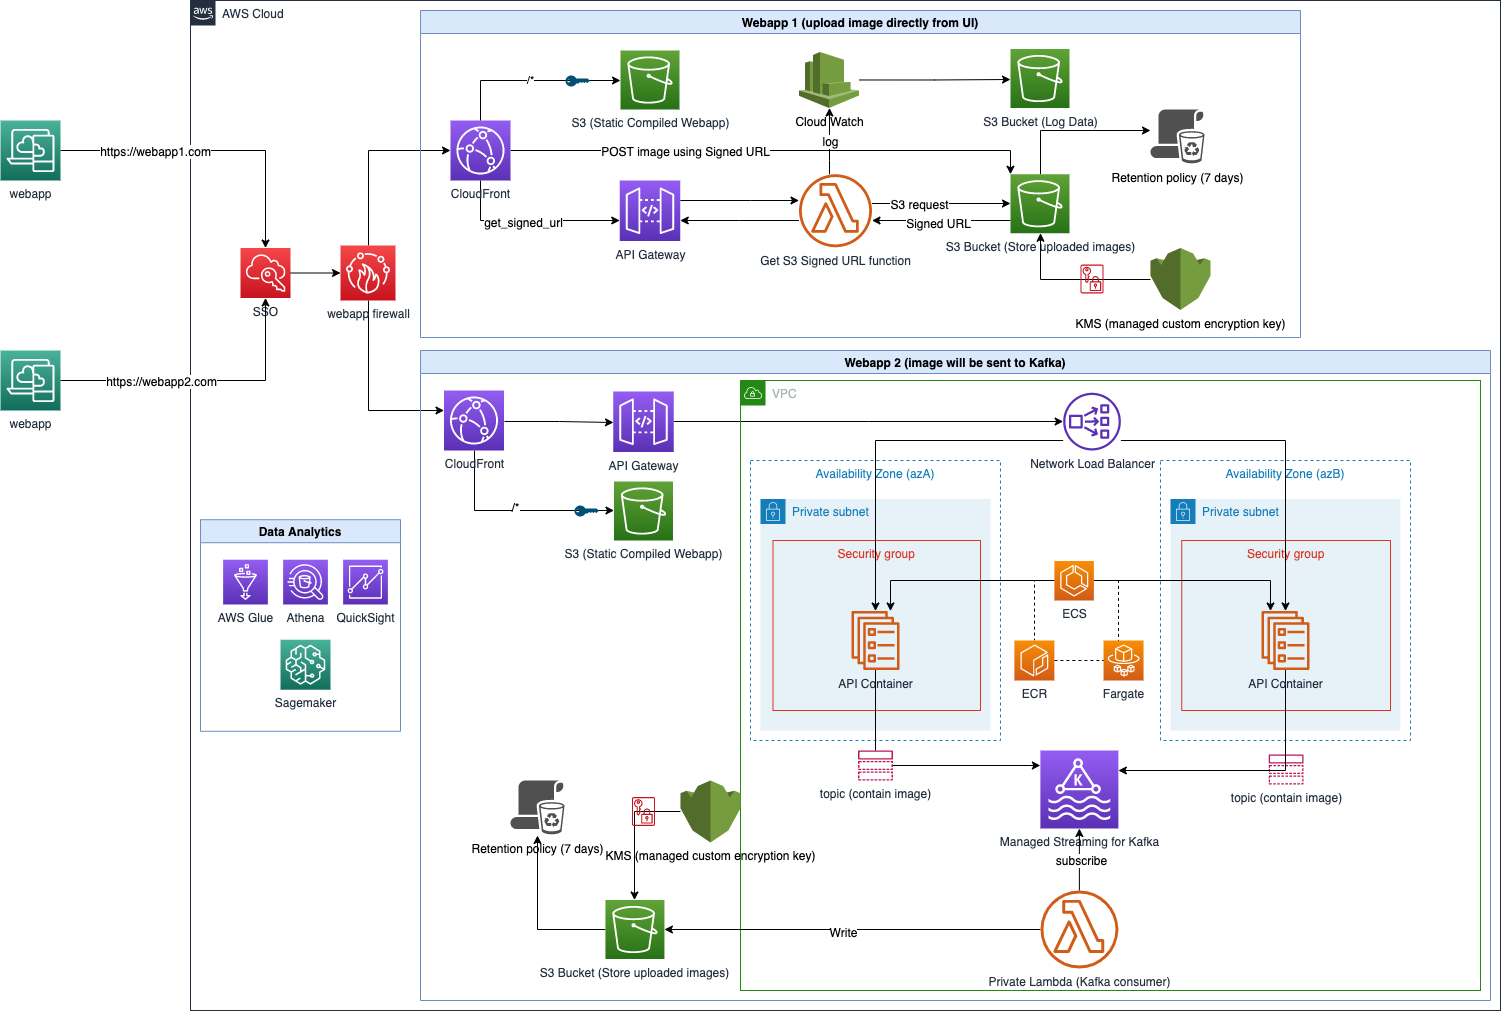 aws
AWS Cloud
Webapp 1 (upload image directly from UI)
/*
S3 (Static Compiled Webapp)
Cloud Watch
log
S3 Bucket (Log Data)
Retention policy (7 days)
webapp
https://webapp1.com
CloudFront
POST image using Signed URL
get_signed_url
API Gateway
S3 request
Signed URL
Get S3 Signed URL function
S3 Bucket (Store uploaded images)
KMS (managed custom encryption key)
SSO
webapp firewall
webapp
https://webapp2.com
Webapp 2 (image will be sent to Kafka)
VPC
CloudFront
API Gateway
Network Load Balancer
/*
S3 (Static Compiled Webapp)
Availability Zone (azA)
Private subnet
Security group
API Container
Availability Zone (azB)
Private subnet
Security group
API Container
ECS
ECR
Fargate
Data Analytics
AWS Glue
Athena
QuickSight
Sagemaker
topic (contain image)
topic (contain image)
K
Managed Streaming for Kafka
subscribe
Retention policy (7 days)
KMS (managed custom encryption key)
Write
S3 Bucket (Store uploaded images)
Private Lambda (Kafka consumer)